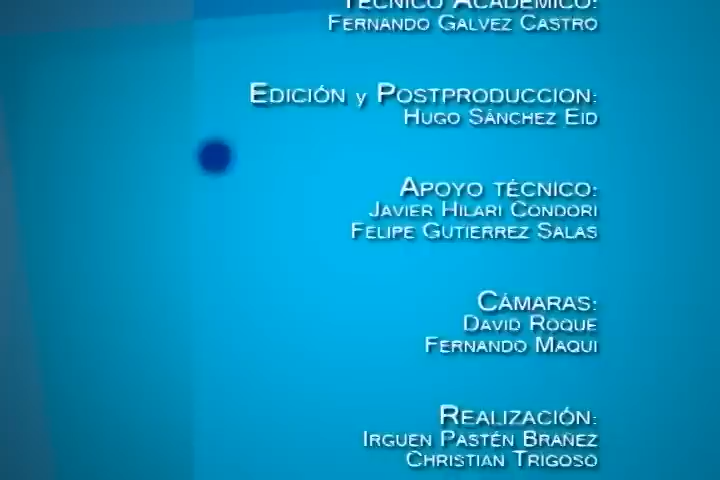 TÉCNICO ACADÉMICO:
FERNANDO GALVEZ CASTRO
EDICIÓN y POSTPRODUCCION:
HUGO SÁNCHEZ EID
APOYO TÉCNICO:
JAVIER HILARI CONDORI
FELIPE GUTIERREZ SALAS
CÁMARAS:
DAVID ROQUE
FERNANDO MAQUI
REALIZACIÓN:
IRGUEN PASTÉN BRAÑEZ
CHRISTIAN TRIGOSO